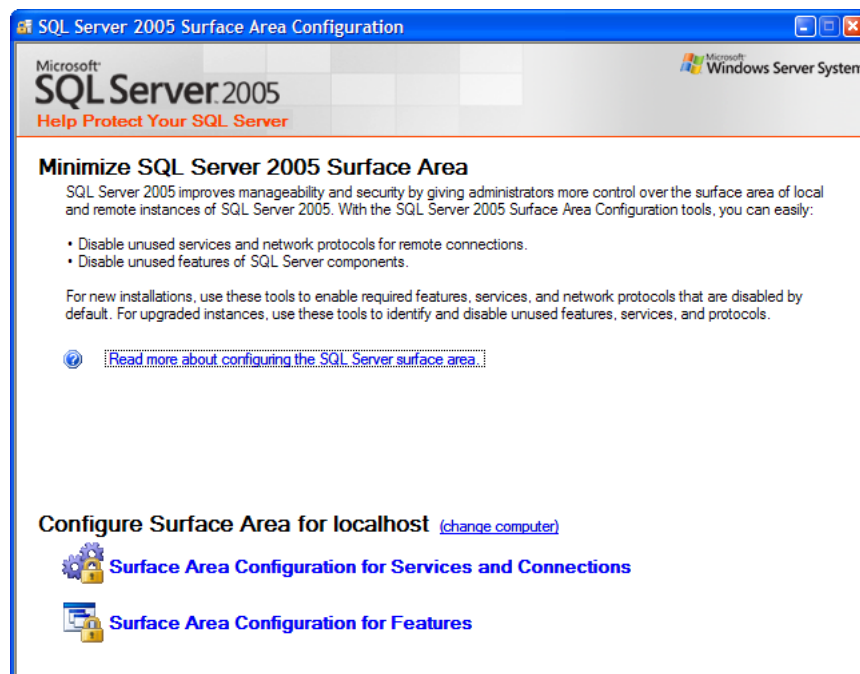 SQL Server 2005 Surface Area Configuration
Microsoft
SQL Server 2005
Help Protect Your SQL Server
Microsoft
Windows Server System
Minimize SQL Server 2005 Surface Area
SQL Server 2005 improves manageability and security by giving administrators more control over the surface area of local
and remote instances of SQL Server 2005. With the SQL Server 2005 Surface Area Configuration tools, you can easily:
• Disable unused services and network protocols for remote connections.
• Disable unused features of SQL Server components.
For new installations, use these tools to enable required features, services, and network protocols that are disabled by
default. For upgraded instances, use these tools to identify and disable unused features, services, and protocols.
Read more about configuring the SQL Server surface area.
Configure Surface Area for localhost (change computer)
Surface Area Configuration for Services and Connections
Surface Area Configuration for Features